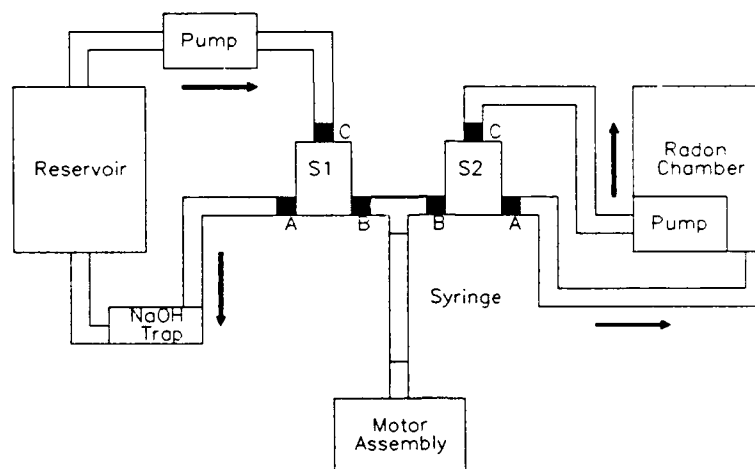 Pump
C
C
Reservoir
S1
S2
Radon
Chamber
A
B
B
A
Pump
NaOH
Trap
Syringe
Motor
Assembly